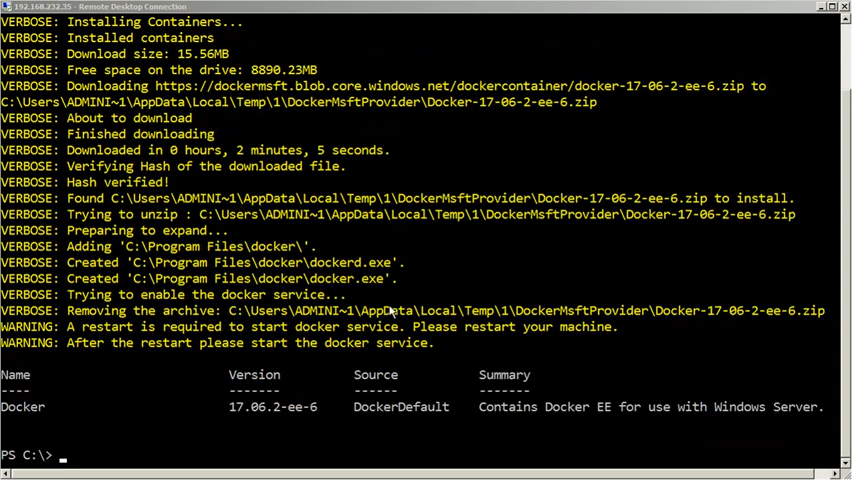 192.168.232.35 - Remote Desktop Connection
VERBOSE: Installing Containers...
VERBOSE: Installed containers
VERBOSE: Download size: 15.56MB
VERBOSE: Free space on the drive: 8890.23MB
VERBOSE: Downloading https://dockermsft.blob.core.windows.net/dockercontainer/docker-17-06-2-ee-6.zip to
C:\Users\ADMINI~1\AppData\Local\Temp\1\DockerMsftProvider\Docker-17-06-2-ee-6.zip
VERBOSE: About to download
VERBOSE: Finished downloading
VERBOSE: Downloaded in 0 hours, 2 minutes, 5 seconds.
VERBOSE: Verifying Hash of the downloaded file.
VERBOSE: Hash verified!
VERBOSE: Found C:\Users\ADMINI~1\AppData\Local\Temp\1\DockerMsftProvider\Docker-17-06-2-ee-6.zip to install.
VERBOSE: Trying to unzip : C:\Users\ADMINI~1\AppData\Local\Temp\1\DockerMsftProvider\Docker-17-06-2-ee-6.zip
VERBOSE: Preparing to expand...
VERBOSE: Adding 'C:\Program Files\docker\'.
VERBOSE: Created 'C:\Program Files\docker\dockerd.exe'.
VERBOSE: Created 'C:\Program Files\docker\docker.exe'.
VERBOSE: Trying to enable the docker service...
VERBOSE: Removing the archive: C:\Users\ADMINI~1\AppData\Local\Temp\1\DockerMsftProvider\Docker-17-06-2-ee-6.zip
WARNING: A restart is required to start docker service. Please restart your machine.
WARNING: After the restart please start the docker service.
Name Version Source Summary
---- ------- ------ -------
Docker 17.06.2-ee-6 DockerDefault Contains Docker EE for use with Windows Server.
PS C:\> _